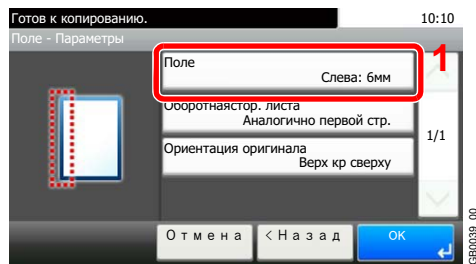 Готов к копированию.
10:10
Поле - Параметры
Поле
Слева: 6мм
1
Оборотнаястор. листа
Аналогично первой стр.
1/1
Ориентация оригинала
Верх кр сверху
Отмена
< Назад
OK
GB0039_00